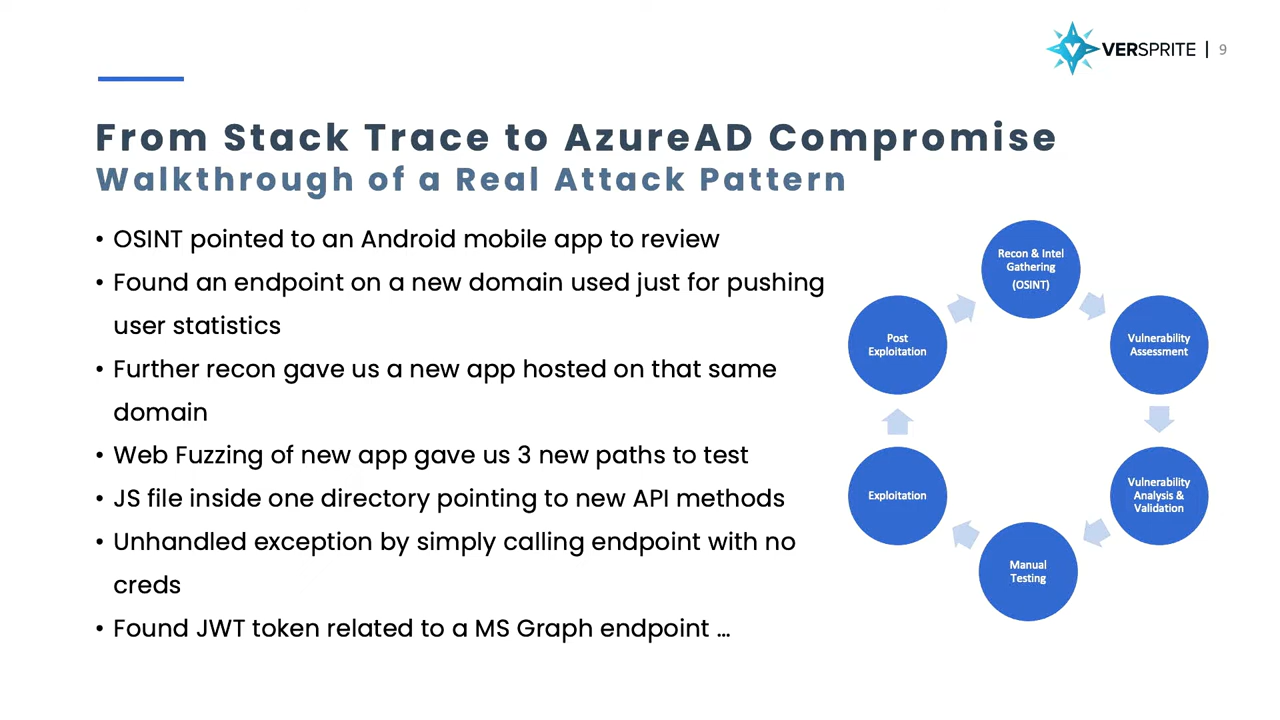 VERSPRITE | 9
From Stack Trace to AzureAD Compromise
Walkthrough of a Real Attack Pattern
• OSINT pointed to an Android mobile app to review
• Found an endpoint on a new domain used just for pushing
user statistics
• Further recon gave us a new app hosted on that same
domain
• Web Fuzzing of new app gave us 3 new paths to test
• JS file inside one directory pointing to new API methods
• Unhandled exception by simply calling endpoint with no
creds
• Found JWT token related to a MS Graph endpoint …
Recon & Intel
Gathering
(OSINT)
Vulnerability
Assessment
Vulnerability
Analysis &
Validation
Manual
Testing
Exploitation
Post
Exploitation